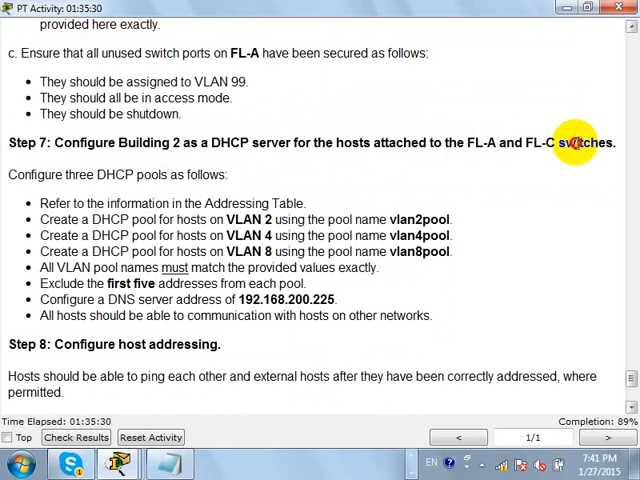 PT Activity: 01:35:30
provided here exactly.
c. Ensure that all unused switch ports on FL-A have been secured as follows:
• They should be assigned to VLAN 99.
• They should all be in access mode.
• They should be shutdown.
Step 7: Configure Building 2 as a DHCP server for the hosts attached to the FL-A and FL-C switches.
Configure three DHCP pools as follows:
• Refer to the information in the Addressing Table.
• Create a DHCP pool for hosts on VLAN 2 using the pool name vlan2pool.
• Create a DHCP pool for hosts on VLAN 4 using the pool name vlan4pool.
• Create a DHCP pool for hosts on VLAN 8 using the pool name vlan8pool.
• All VLAN pool names must match the provided values exactly.
• Exclude the first five addresses from each pool.
• Configure a DNS server address of 192.168.200.225.
• All hosts should be able to communication with hosts on other networks.
Step 8: Configure host addressing.
Hosts should be able to ping each other and external hosts after they have been correctly addressed, where
permitted.
Time Elapsed: 01:35:30 Completion: 89%
Top Check Results Reset Activity < 1/1 >
EN 7:41 PM
1/27/2015